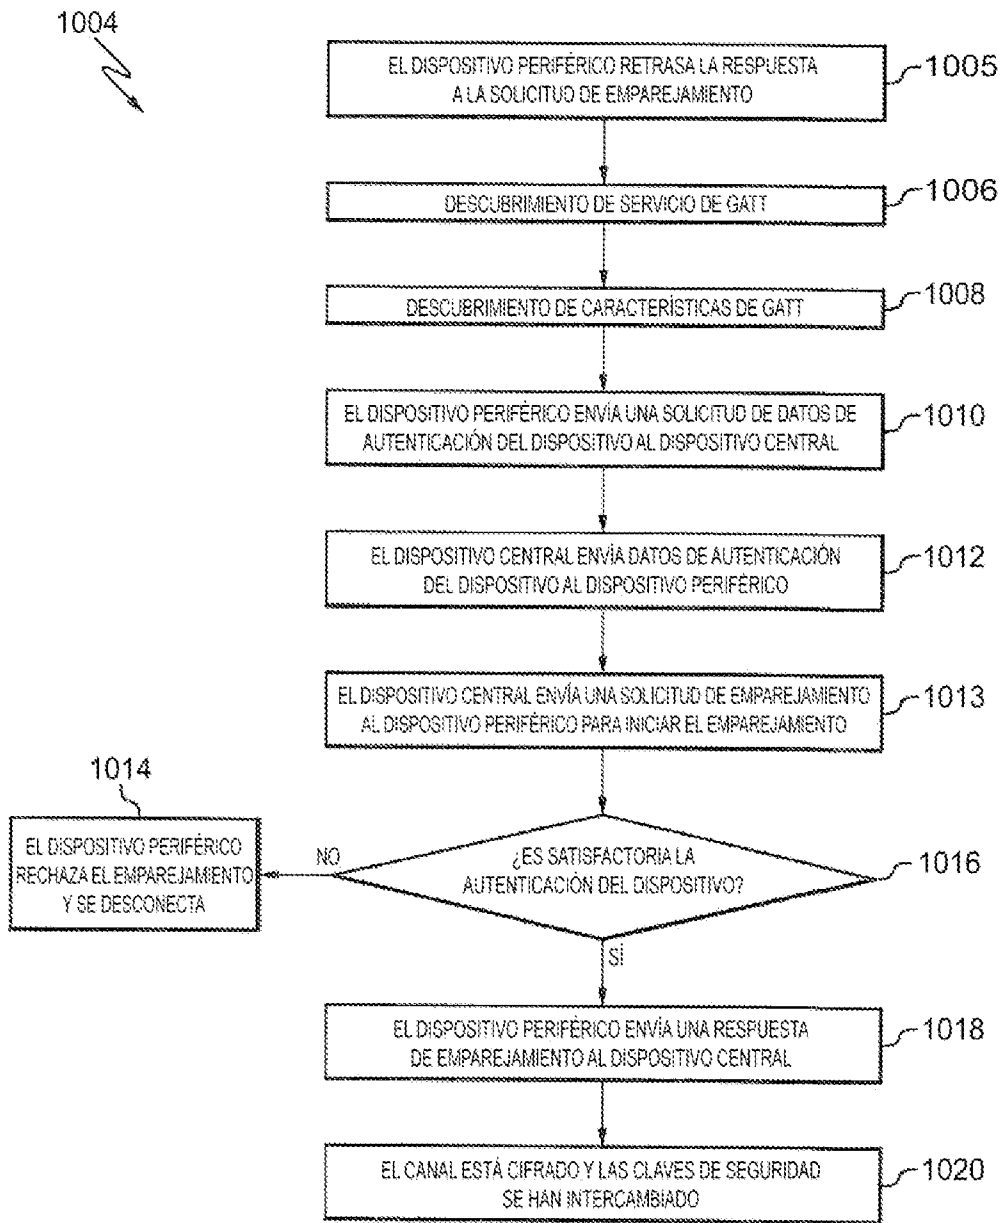 1004
EL DISPOSITIVO PERIFÉRICO RETRASA LA RESPUESTA
A LA SOLICITUD DE EMPAREJAMIENTO
1005
DESCUBRIMIENTO DE SERVICIO DE GATT
1006
DESCUBRIMIENTO DE CARACTERÍSTICAS DE GATT
1008
EL DISPOSITIVO PERIFÉRICO ENVÍA UNA SOLICITUD DE DATOS DE
AUTENTICACIÓN DEL DISPOSITIVO AL DISPOSITIVO CENTRAL
1010
EL DISPOSITIVO CENTRAL ENVÍA DATOS DE AUTENTICACIÓN
DEL DISPOSITIVO AL DISPOSITIVO PERIFÉRICO
1012
EL DISPOSITIVO CENTRAL ENVÍA UNA SOLICITUD DE EMPAREJAMIENTO
AL DISPOSITIVO PERIFÉRICO PARA INICIAR EL EMPAREJAMIENTO
1013
1014
EL DISPOSITIVO PERIFÉRICO
RECHAZA EL EMPAREJAMIENTO
Y SE DESCONECTA
NO
¿ES SATISFACTORIA LA
AUTENTICACIÓN DEL DISPOSITIVO?
1016
SÍ
EL DISPOSITIVO PERIFÉRICO ENVÍA UNA RESPUESTA
DE EMPAREJAMIENTO AL DISPOSITIVO CENTRAL
1018
EL CANAL ESTÁ CIFRADO Y LAS CLAVES DE SEGURIDAD
SE HAN INTERCAMBIADO
1020